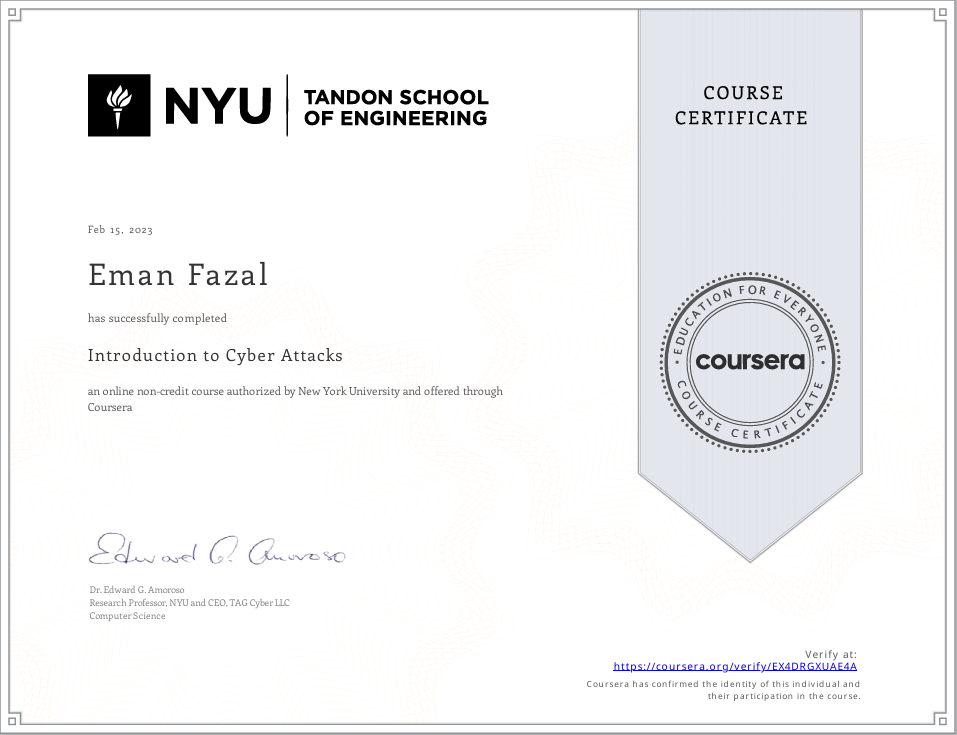 NYU
TANDON SCHOOL
OF ENGINEERING
COURSE
CERTIFICATE
Feb 15, 2023
Eman Fazal
has successfully completed
Introduction to Cyber Attacks
an online non-credit course authorized by New York University and offered through
Coursera
EDUCATION FOR EVERYONE
coursera
COURSE CERTIFICATE
Edward G. Amoroso
Dr. Edward G. Amoroso
Research Professor, NYU and CEO, TAG Cyber LLC
Computer Science
Verify at:
https://coursera.org/verify/EX4DRGXUAE4A
Coursera has confirmed the identity of this individual and
their participation in the course.